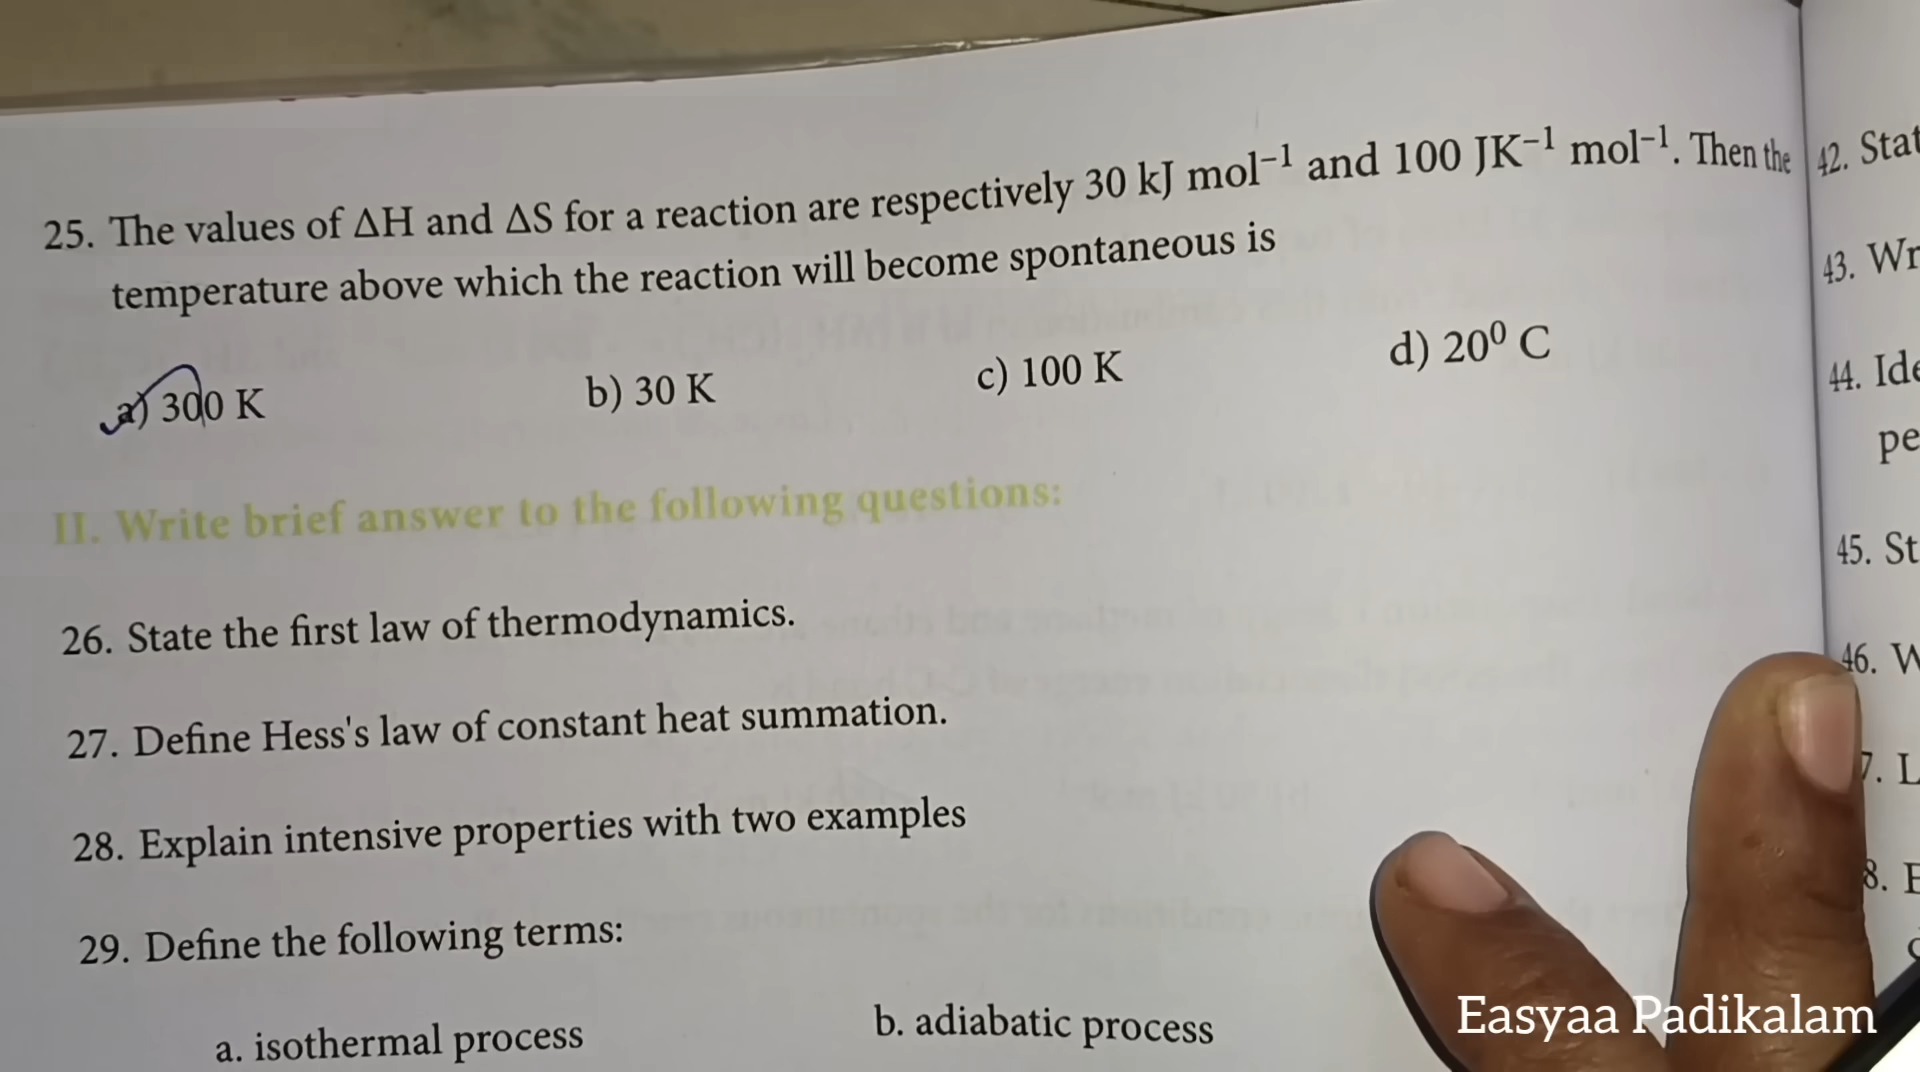 25. The values of ΔH and ΔS for a reaction are respectively 30 kJ mol⁻¹ and 100 JK⁻¹ mol⁻¹. Then the
temperature above which the reaction will become spontaneous is
a) 300 K b) 30 K c) 100 K d) 20⁰ C
II. Write brief answer to the following questions:
26. State the first law of thermodynamics.
27. Define Hess's law of constant heat summation.
28. Explain intensive properties with two examples
29. Define the following terms:
a. isothermal process b. adiabatic process
42. Stat
43. Wr
44. Ide
pe
45. St
46. W
7. L
8. E
Easyaa Padikalam